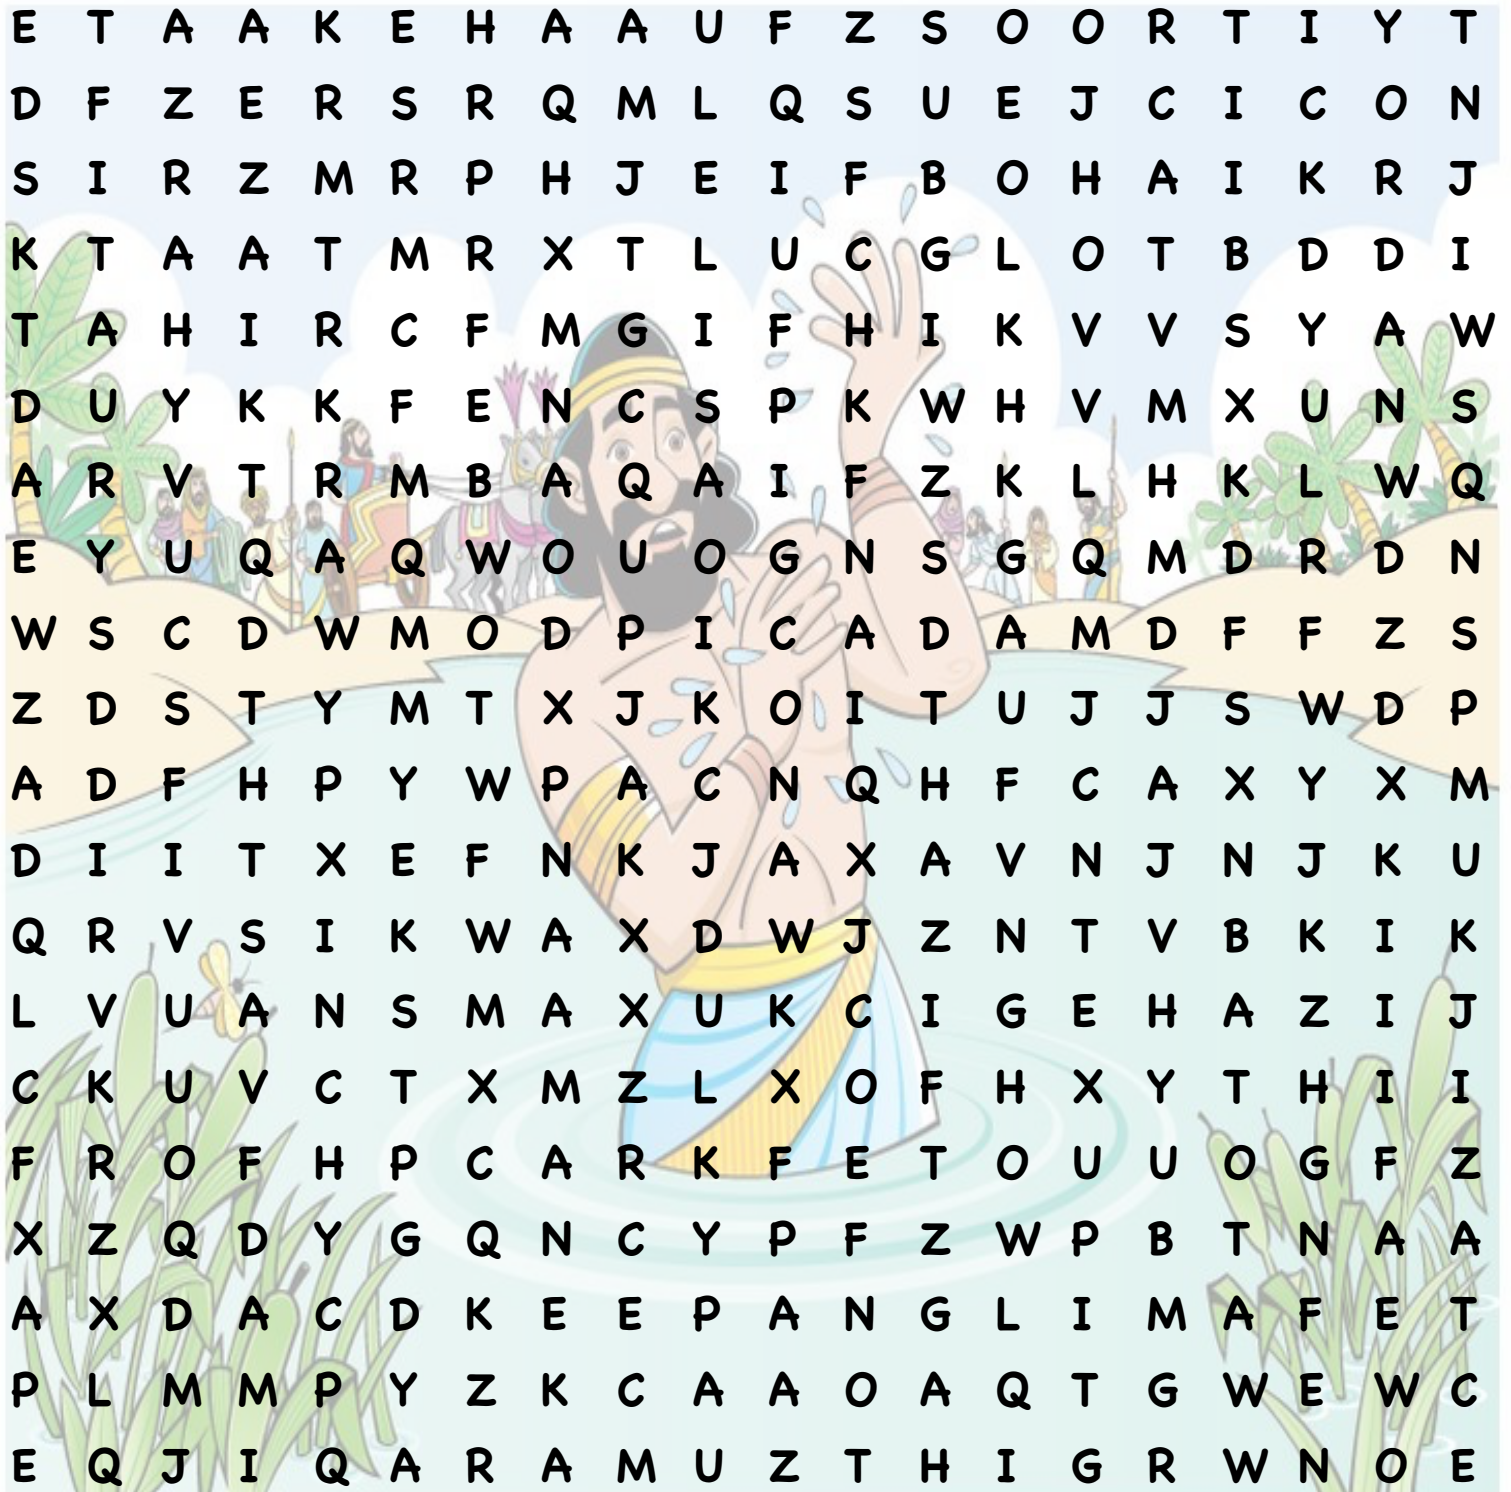 E T A A K E H A A U F Z S O O R T I Y T
D F Z E R S R Q M L Q S U E J C I C O N
S I R Z M R P H J E I F B O H A I K R J
K T A A T M R X T L U C G L O T B D D I
T A H I R C F M G I F H I K V V S Y A W
D U Y K K F E N C S P K W H V M X U N S
A R V T R M B A Q A I F Z K L H K L W Q
E Y U Q A Q W O U O G N S G Q M D R D N
W S C D W M O D P I C A D A M D F F Z S
Z D S T Y M T X J K O I T U J J S W D P
A D F H P Y W P A C N Q H F C A X Y X M
D I I T X E F N K J A X A V N J N J K U
Q R V S I K W A X D W J Z N T V B K I K
L V U A N S M A X U K C I G E H A Z I J
C K U V C T X M Z L X O F H X Y T H I I
F R O F H P C A R K F E T O U U O G F Z
X Z Q D Y G Q N C Y P F Z W P B T N A A
A X D A C D K E E P A N G L I M A F E T
P L M M P Y Z K C A A O A Q T G W E W C
E Q J I Q A R A M U Z T H I G R W N O E